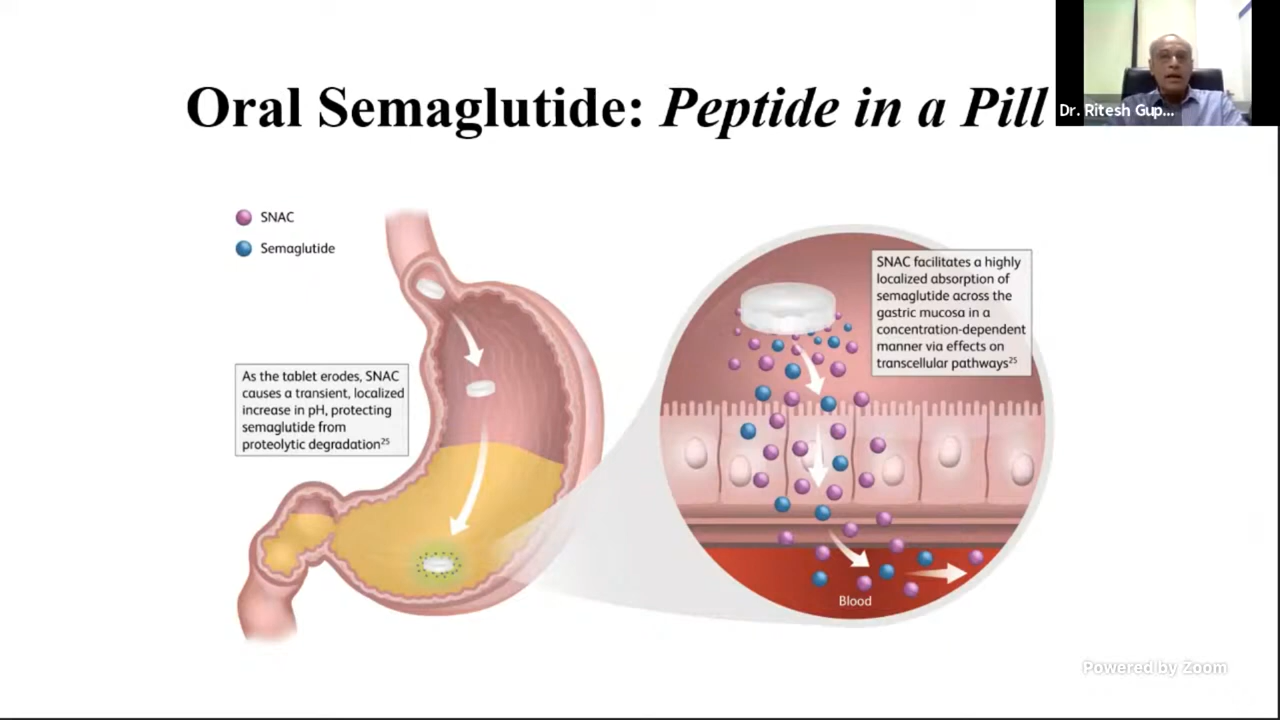 Oral Semaglutide: Peptide in a Pill
Dr. Ritesh Gup...
SNAC
Semaglutide
As the tablet erodes, SNAC
causes a transient, localized
increase in pH, protecting
semaglutide from
proteolytic degradation²⁵
SNAC facilitates a highly
localized absorption of
semaglutide across the
gastric mucosa in a
concentration-dependent
manner via effects on
transcellular pathways²⁵
Blood
Powered by Zoom